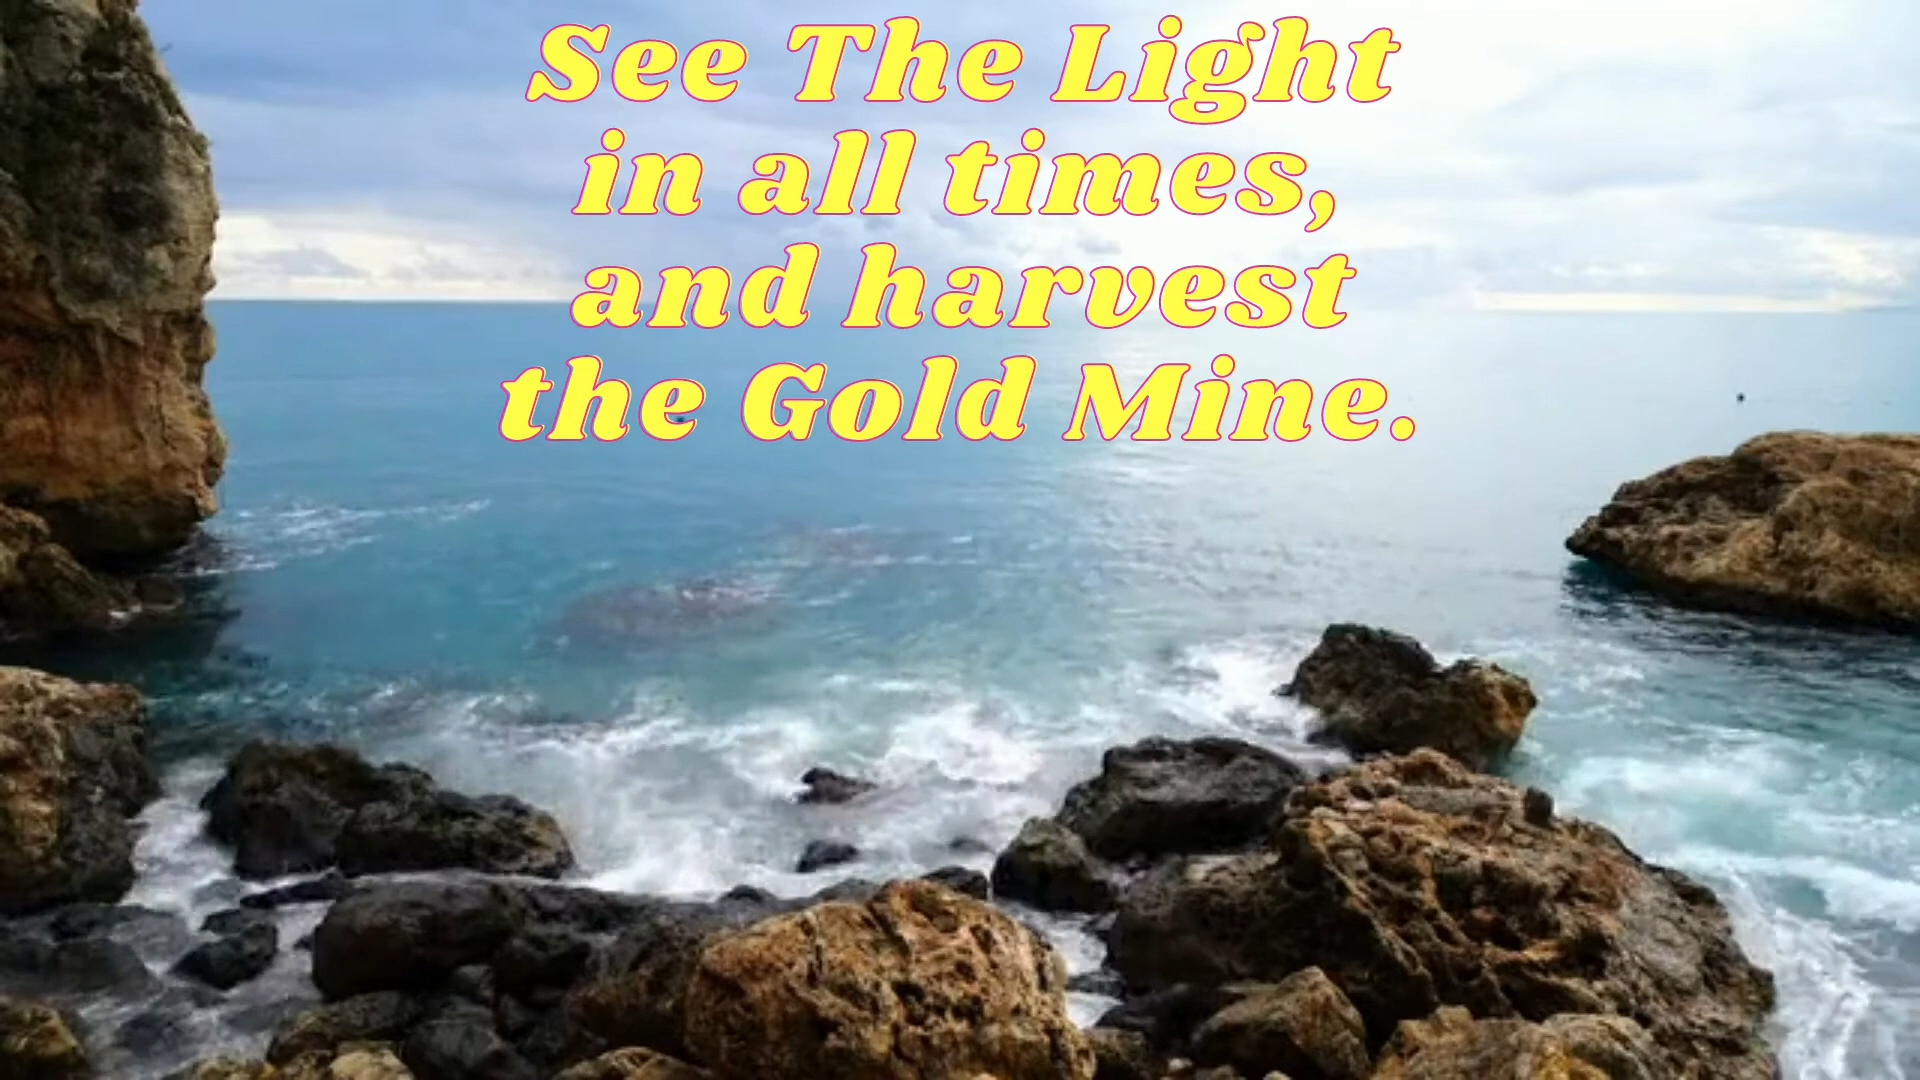 See The Light
in all times,
and harvest
the Gold Mine.